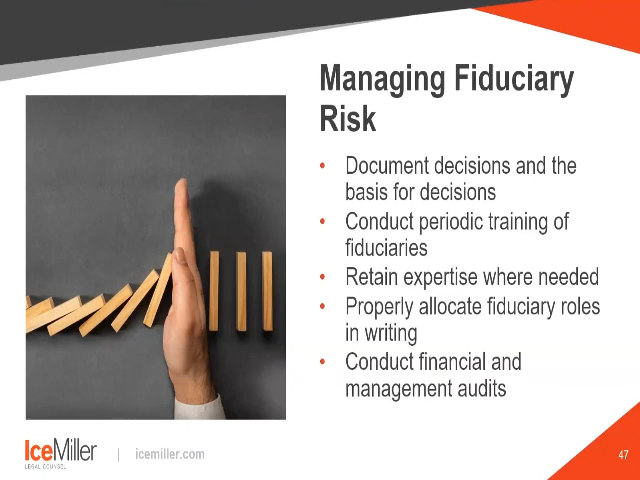 Managing Fiduciary
Risk
• Document decisions and the
basis for decisions
• Conduct periodic training of
fiduciaries
• Retain expertise where needed
• Properly allocate fiduciary roles
in writing
• Conduct financial and
management audits
IceMiller
LEGAL COUNSEL
| icemiller.com
47